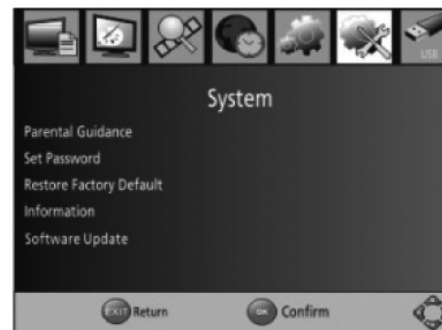 USB
System
Parental Guidance
Set Password
Restore Factory Default
Information
Software Update
EXIT Return OK Confirm